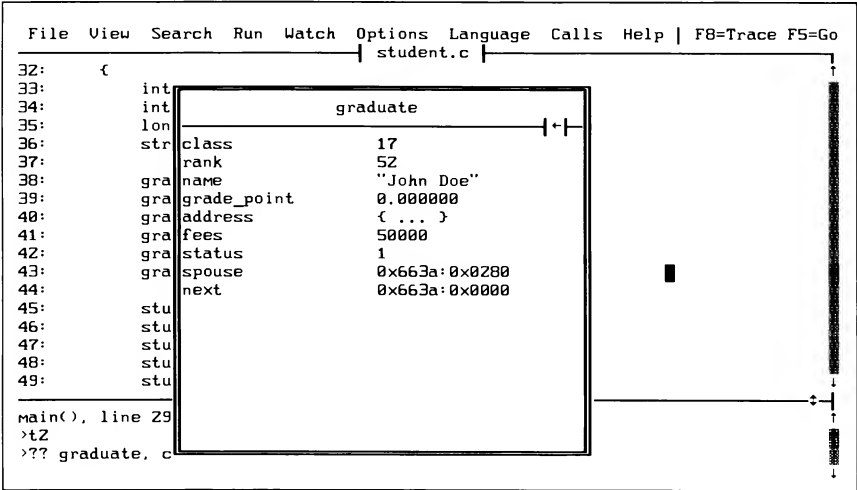 File View Search Run Watch Options Language Calls Help | F8=Trace F5=Go
student.c
32: {
33: int
34: int
35: lon
36: str
37:
38: gra
39: gra
40: gra
41: gra
42: gra
43: gra
44:
45: stu
46: stu
47: stu
48: stu
49: stu
graduate
class 17
rank 52
name "John Doe"
grade_point 0.000000
address { ... }
fees 50000
status 1
spouse 0x663a:0x0280
next 0x663a:0x0000
main(), line 29
>t2
>?? graduate, c